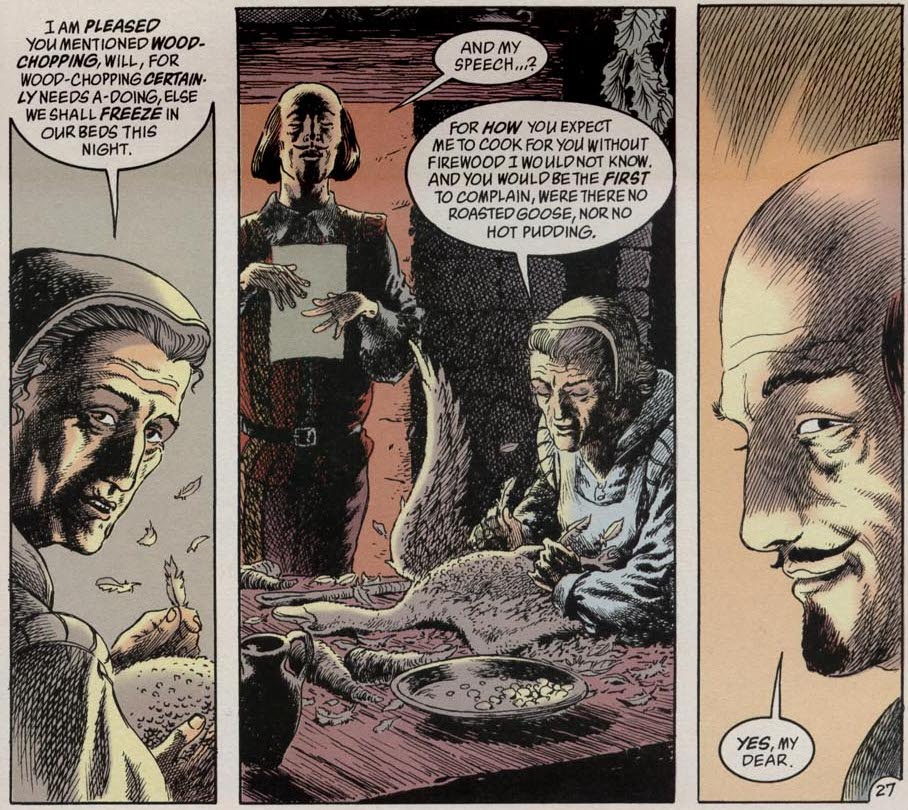 I AM PLEASED
YOU MENTIONED WOOD-
CHOPPING, WILL, FOR
WOOD-CHOPPING CERTAIN-
LY NEEDS A-DOING, ELSE
WE SHALL FREEZE IN
OUR BEDS THIS
NIGHT.
AND MY
SPEECH...?
FOR HOW YOU EXPECT
ME TO COOK FOR YOU WITHOUT
FIREWOOD I WOULD NOT KNOW.
AND YOU WOULD BE THE FIRST
TO COMPLAIN, WERE THERE NO
ROASTED GOOSE, NOR NO
HOT PUDDING.
YES, MY
DEAR.
27